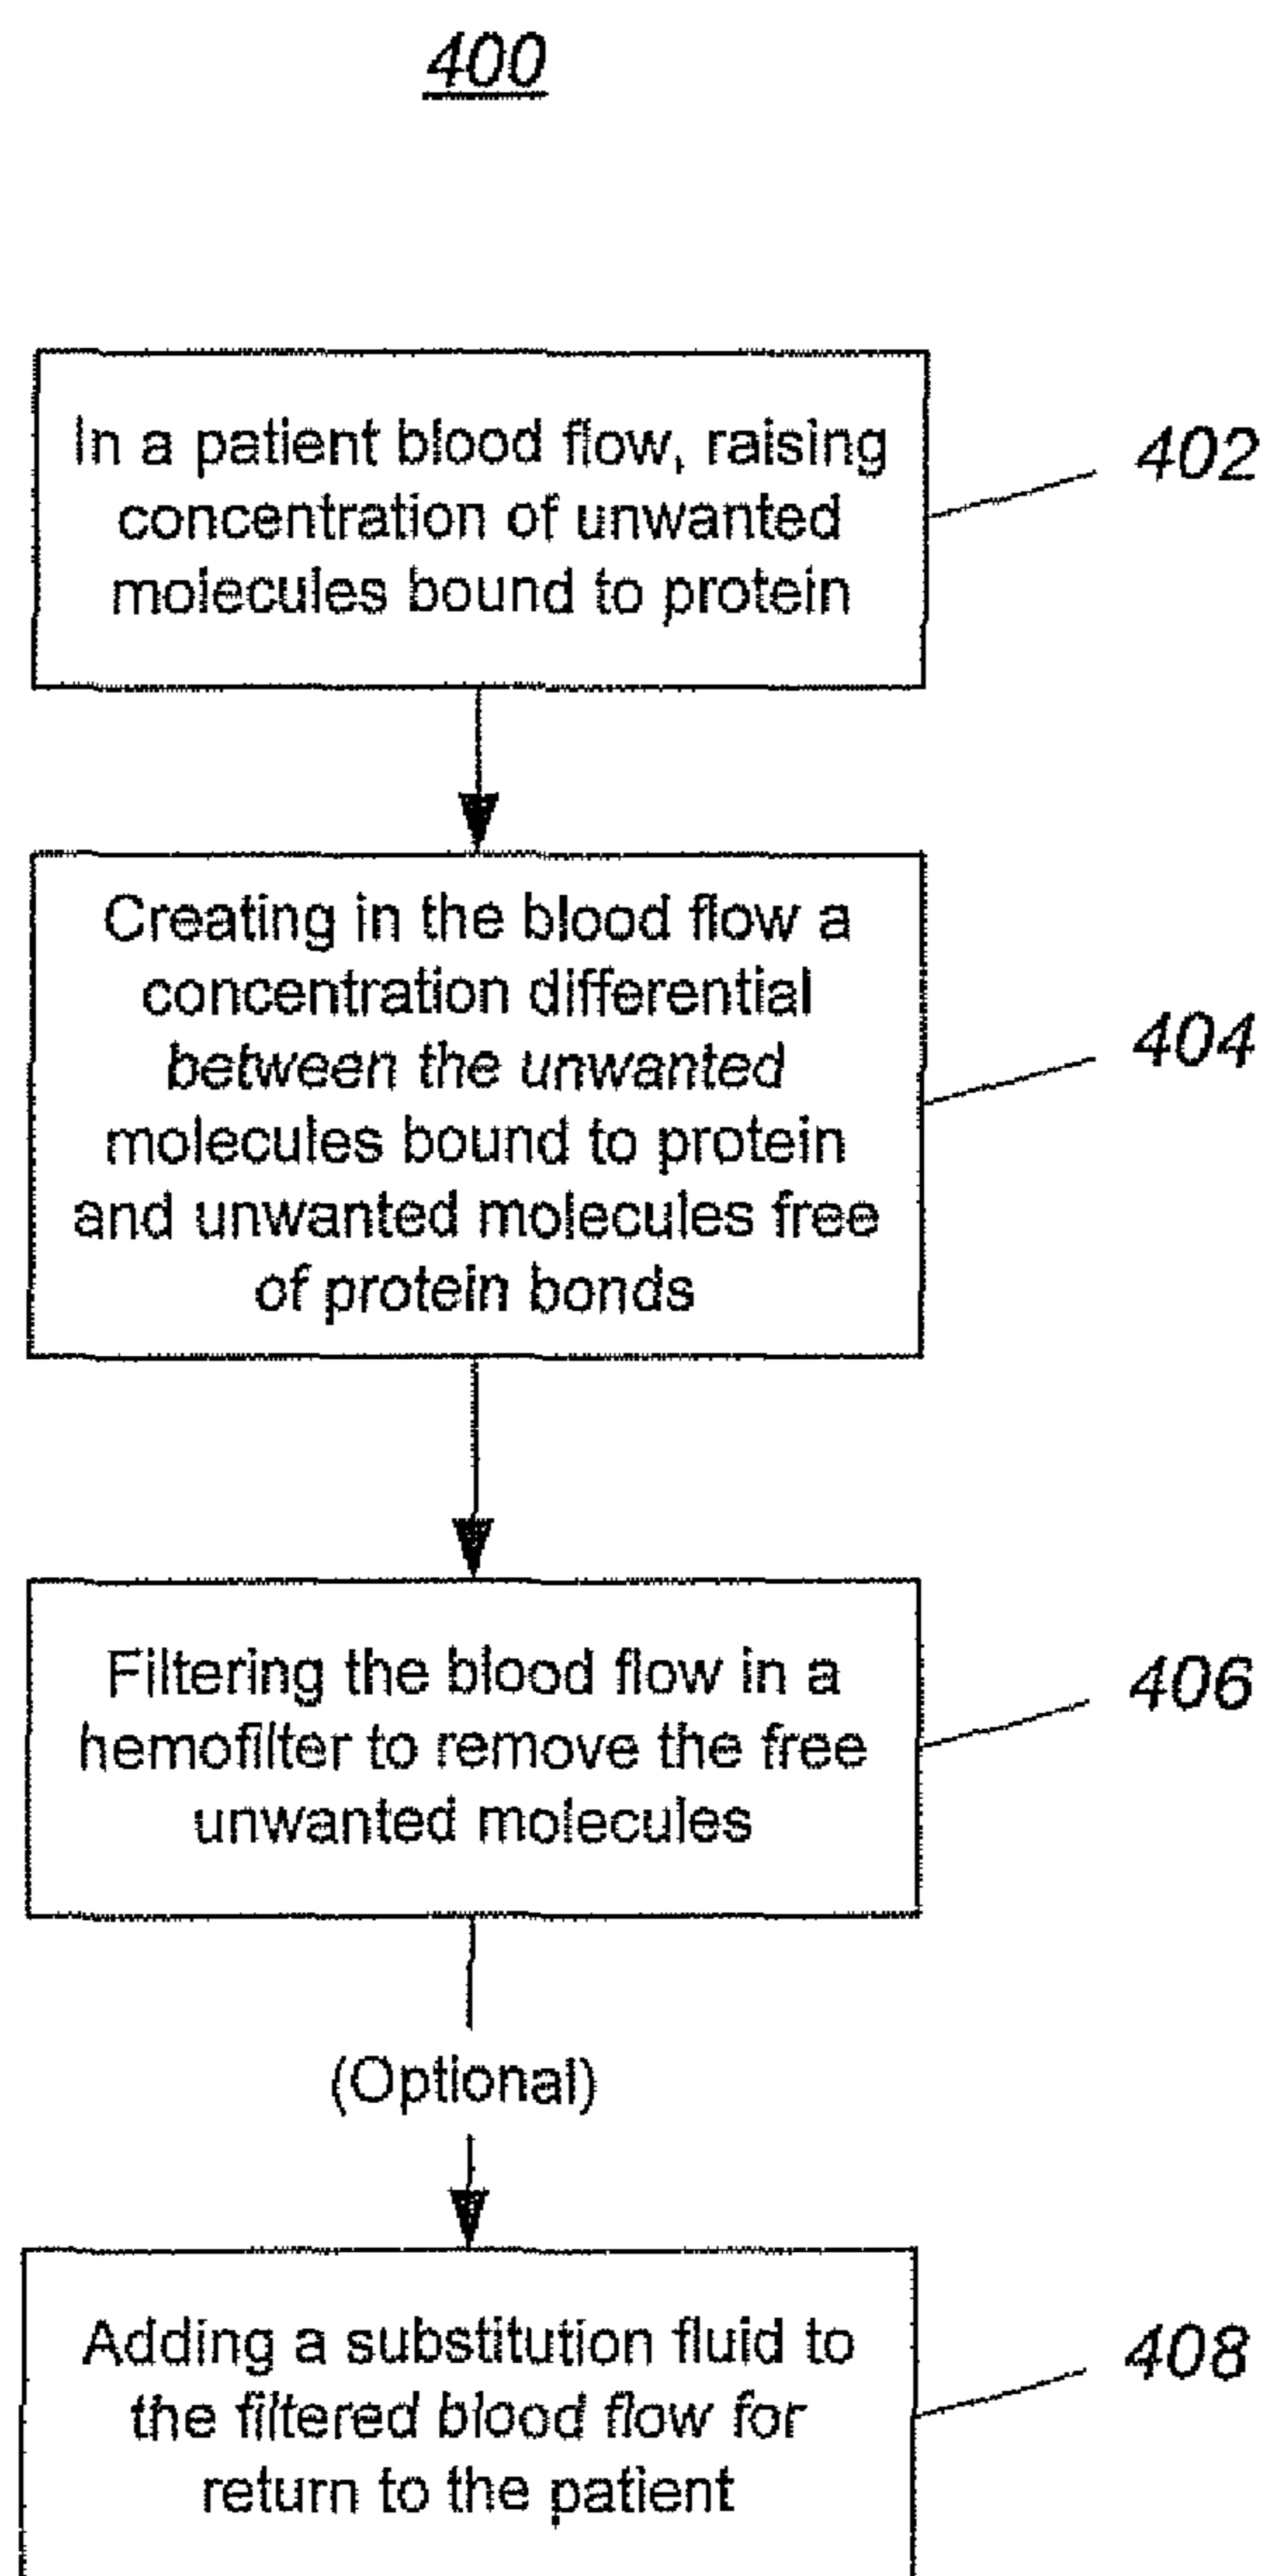 400
In a patient blood flow, raising
concentration of unwanted
molecules bound to protein
402
Creating in the blood flow a
concentration differential
between the unwanted
molecules bound to protein
and unwanted molecules free
of protein bonds
404
Filtering the blood flow in a
hemofilter to remove the free
unwanted molecules
406
(Optional)
Adding a substitution fluid to
the filtered blood flow for
return to the patient
408